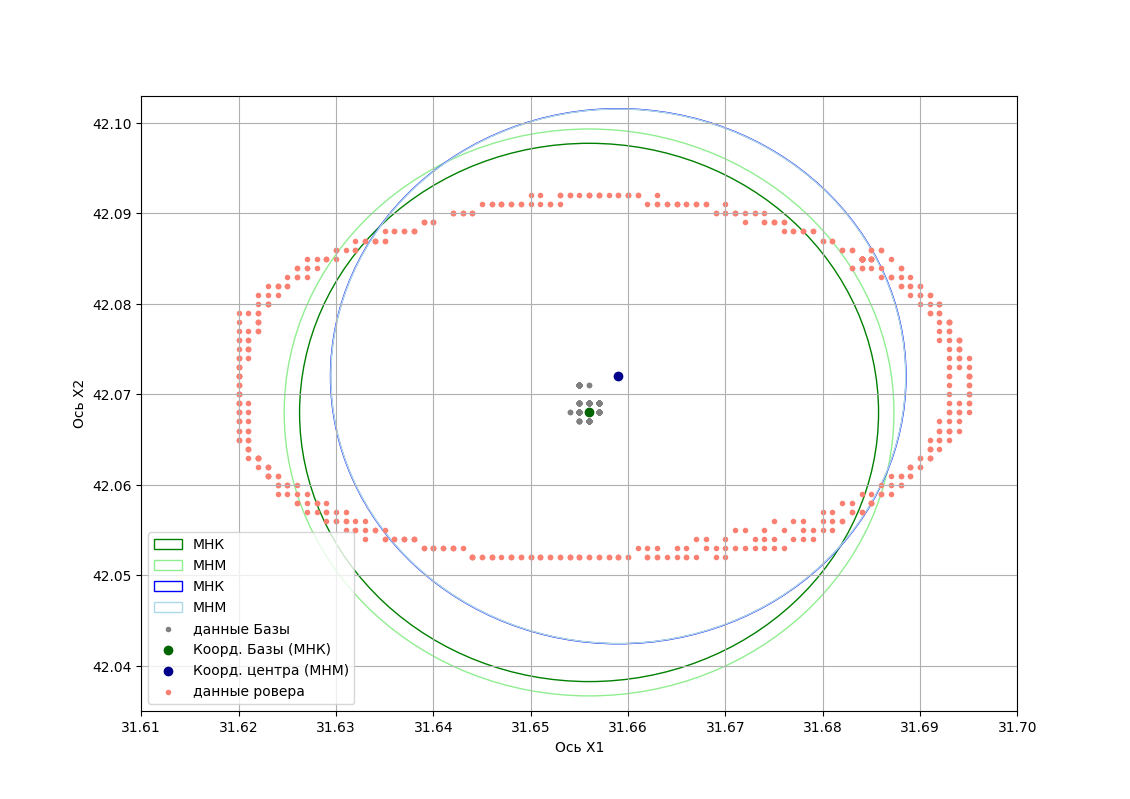 42.10
42.09
42.08
42.07
42.06
42.05
42.04
Ось X2
31.61 31.62 31.63 31.64 31.65 31.66 31.67 31.68 31.69 31.70
Ось X1
МНК
МНМ
МНК
МНМ
данные Базы
Коорд. Базы (МНК)
Коорд. центра (МНМ)
данные ровера